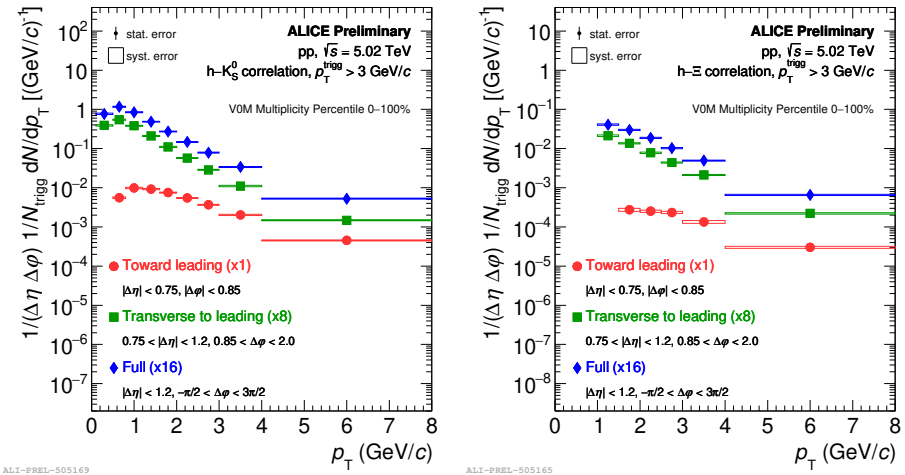 1/(Δη Δφ) 1/N_trigg dN/dp_T [(GeV/c)⁻¹]
10²
10
1
10⁻¹
10⁻²
10⁻³
10⁻⁴
10⁻⁵
10⁻⁶
10⁻⁷
stat. error
syst. error
ALICE Preliminary
pp, √s = 5.02 TeV
h–K⁰_S correlation, p_T^trigg > 3 GeV/c
V0M Multiplicity Percentile 0–100%
Toward leading (x1)
|Δη| < 0.75, |Δφ| < 0.85
Transverse to leading (x8)
0.75 < |Δη| < 1.2, 0.85 < Δφ < 2.0
Full (x16)
|Δη| < 1.2, −π/2 < Δφ < 3π/2
0 1 2 3 4 5 6 7 8
p_T (GeV/c)
ALI-PREL-505169
1/(Δη Δφ) 1/N_trigg dN/dp_T [(GeV/c)⁻¹]
10
1
10⁻¹
10⁻²
10⁻³
10⁻⁴
10⁻⁵
10⁻⁶
10⁻⁷
10⁻⁸
stat. error
syst. error
ALICE Preliminary
pp, √s = 5.02 TeV
h–Ξ correlation, p_T^trigg > 3 GeV/c
V0M Multiplicity Percentile 0–100%
Toward leading (x1)
|Δη| < 0.75, |Δφ| < 0.85
Transverse to leading (x8)
0.75 < |Δη| < 1.2, 0.85 < Δφ < 2.0
Full (x16)
|Δη| < 1.2, −π/2 < Δφ < 3π/2
0 1 2 3 4 5 6 7 8
p_T (GeV/c)
ALI-PREL-505165